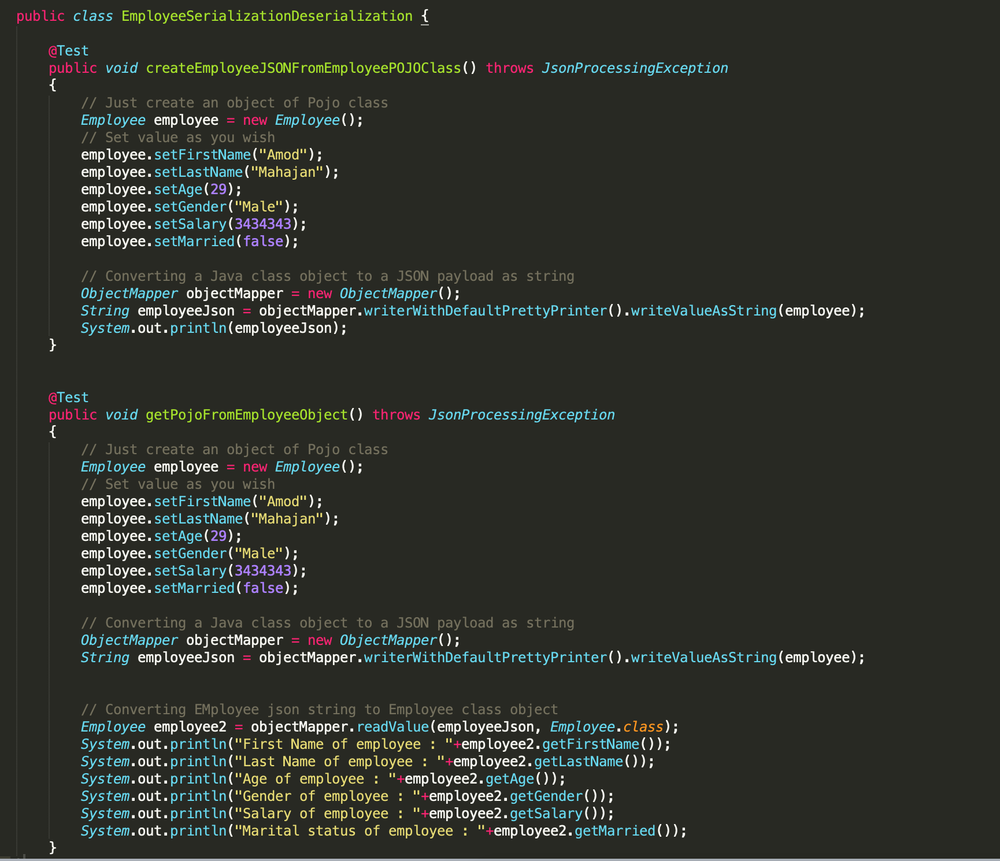 public class EmployeeSerializationDeserialization {
@Test
public void createEmployeeJSONFromEmployeePOJOClass() throws JsonProcessingException
{
// Just create an object of Pojo class
Employee employee = new Employee();
// Set value as you wish
employee.setFirstName("Amod");
employee.setLastName("Mahajan");
employee.setAge(29);
employee.setGender("Male");
employee.setSalary(3434343);
employee.setMarried(false);
// Converting a Java class object to a JSON payload as string
ObjectMapper objectMapper = new ObjectMapper();
String employeeJson = objectMapper.writerWithDefaultPrettyPrinter().writeValueAsString(employee);
System.out.println(employeeJson);
}
@Test
public void getPojoFromEmployeeObject() throws JsonProcessingException
{
// Just create an object of Pojo class
Employee employee = new Employee();
// Set value as you wish
employee.setFirstName("Amod");
employee.setLastName("Mahajan");
employee.setAge(29);
employee.setGender("Male");
employee.setSalary(3434343);
employee.setMarried(false);
// Converting a Java class object to a JSON payload as string
ObjectMapper objectMapper = new ObjectMapper();
String employeeJson = objectMapper.writerWithDefaultPrettyPrinter().writeValueAsString(employee);
// Converting EMployee json string to Employee class object
Employee employee2 = objectMapper.readValue(employeeJson, Employee.class);
System.out.println("First Name of employee : "+employee2.getFirstName());
System.out.println("Last Name of employee : "+employee2.getLastName());
System.out.println("Age of employee : "+employee2.getAge());
System.out.println("Gender of employee : "+employee2.getGender());
System.out.println("Salary of employee : "+employee2.getSalary());
System.out.println("Marital status of employee : "+employee2.getMarried());
}